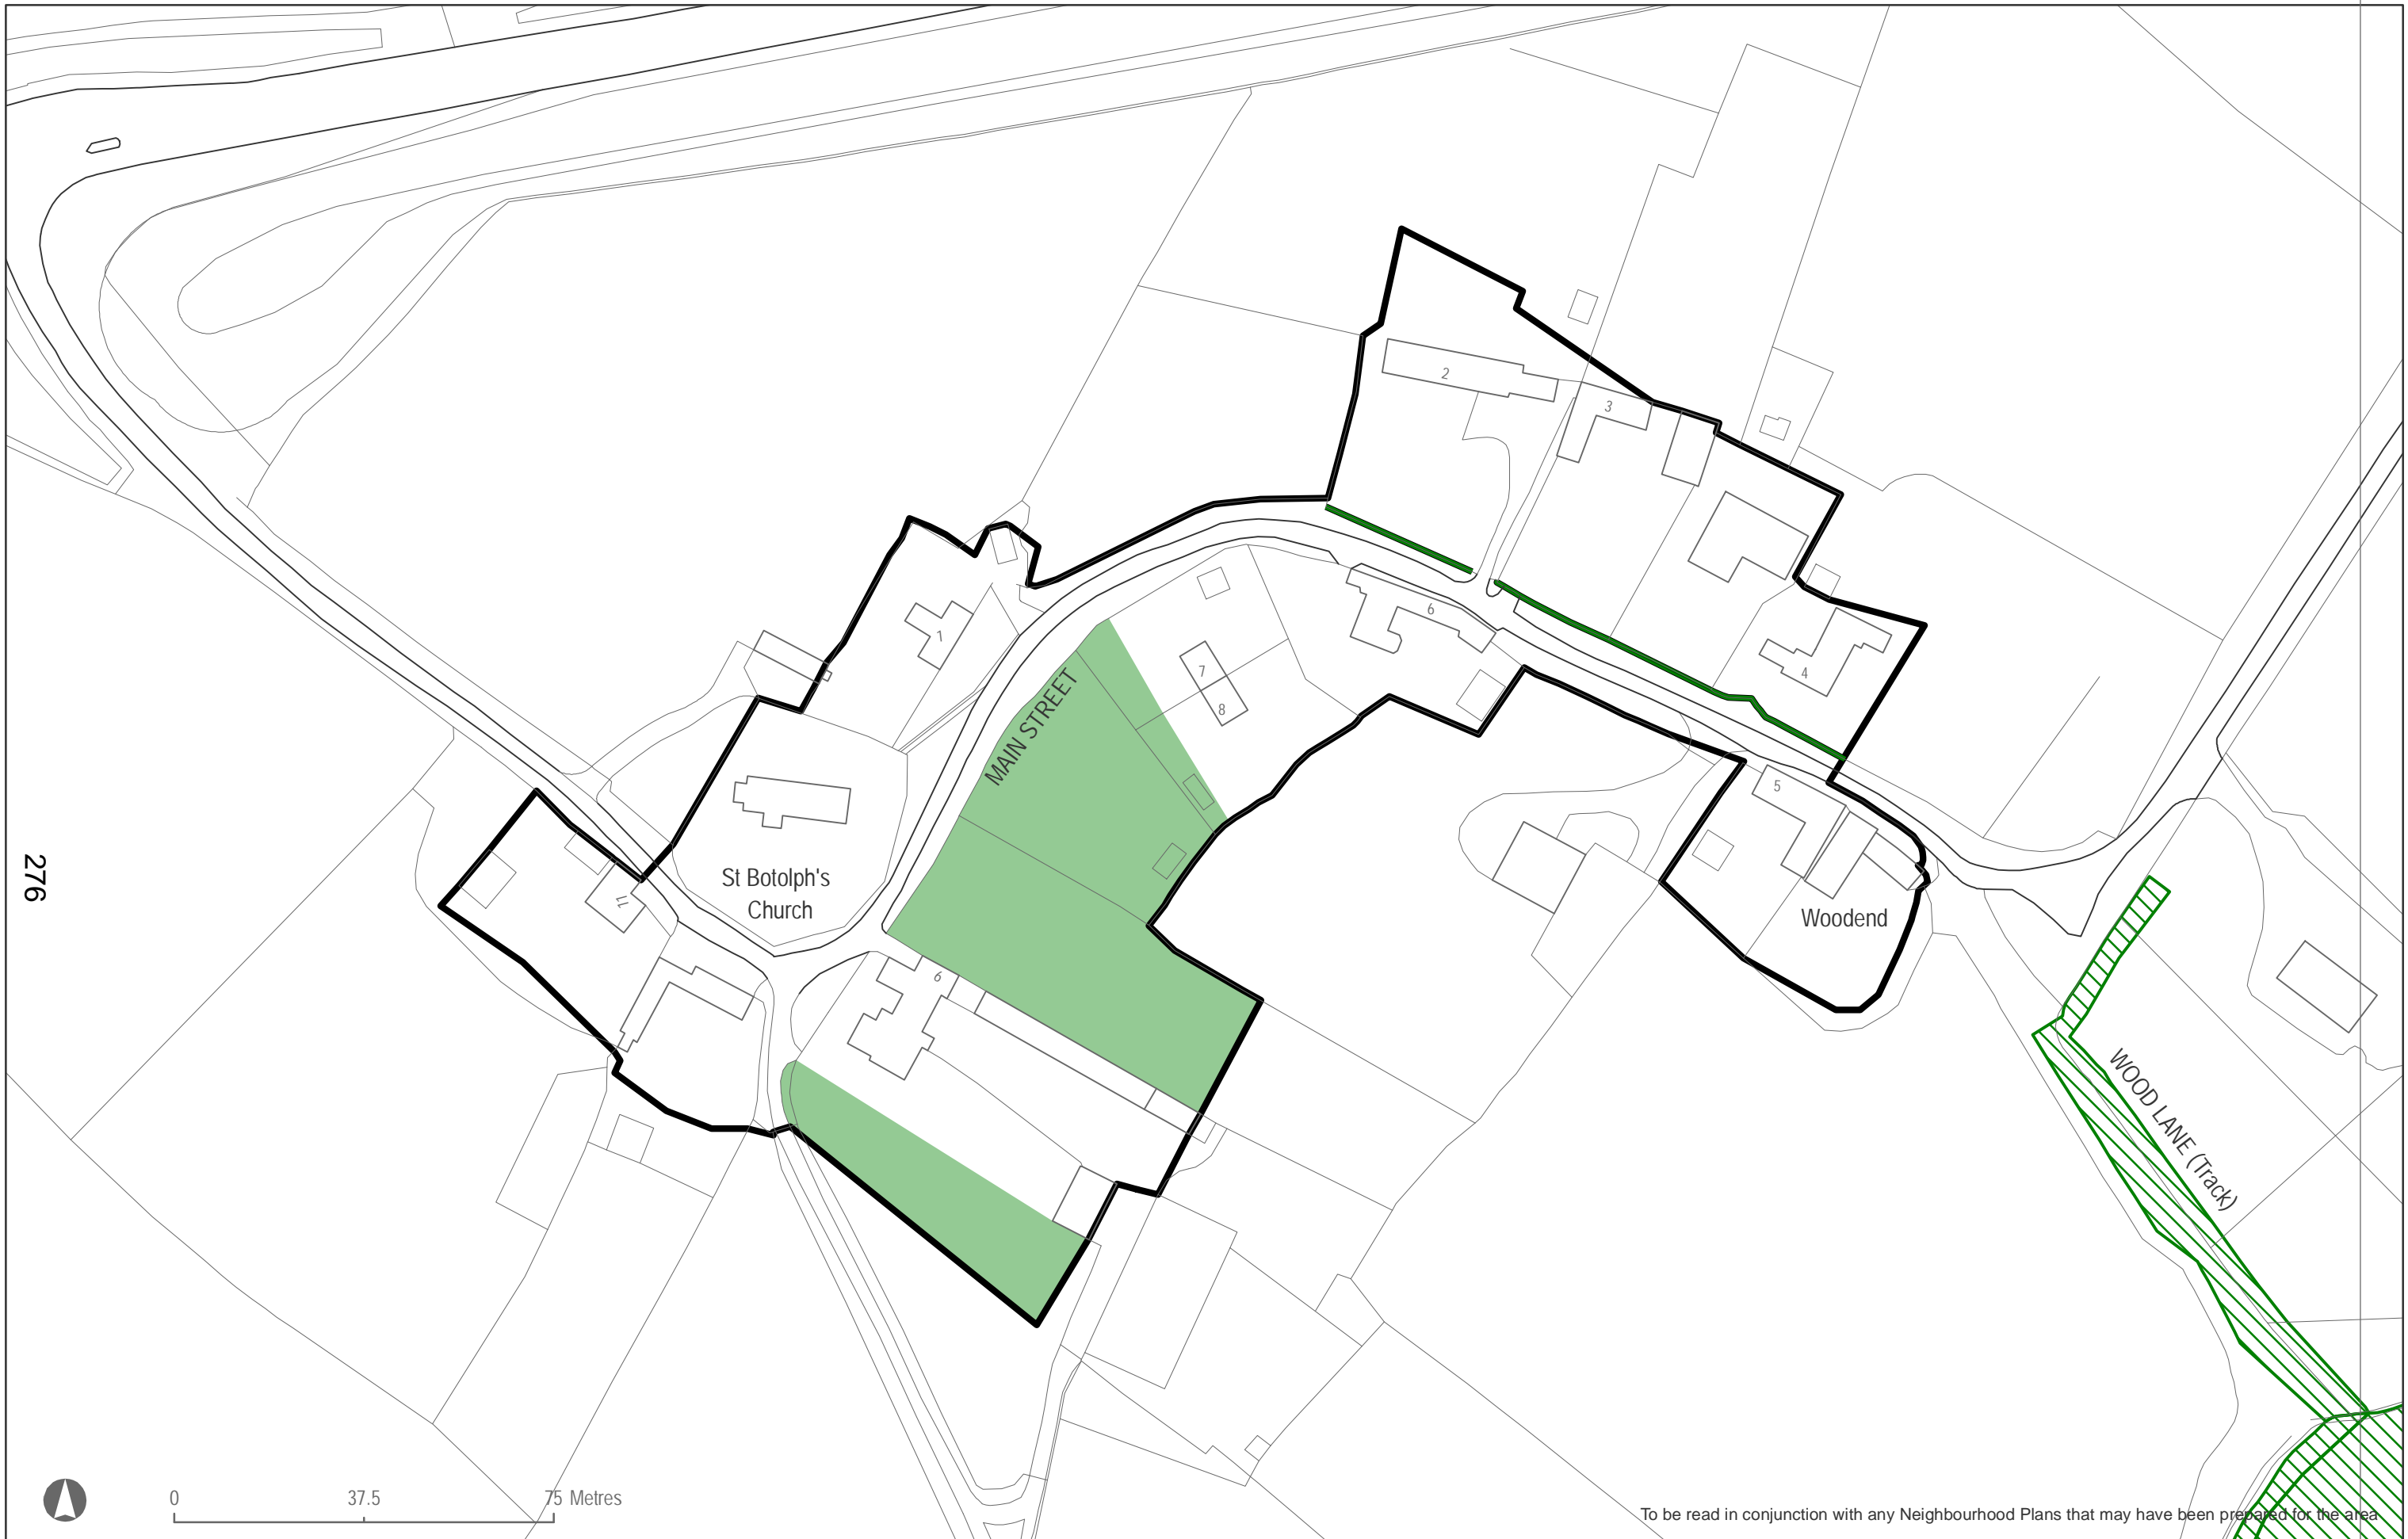 2
3
1
6
7
8
4
MAIN STREET
5
276
St Botolph's
Church
11
Woodend
6
WOOD LANE (Track)
0 37.5 75 Metres
To be read in conjunction with any Neighbourhood Plans that may have been prepared for the area